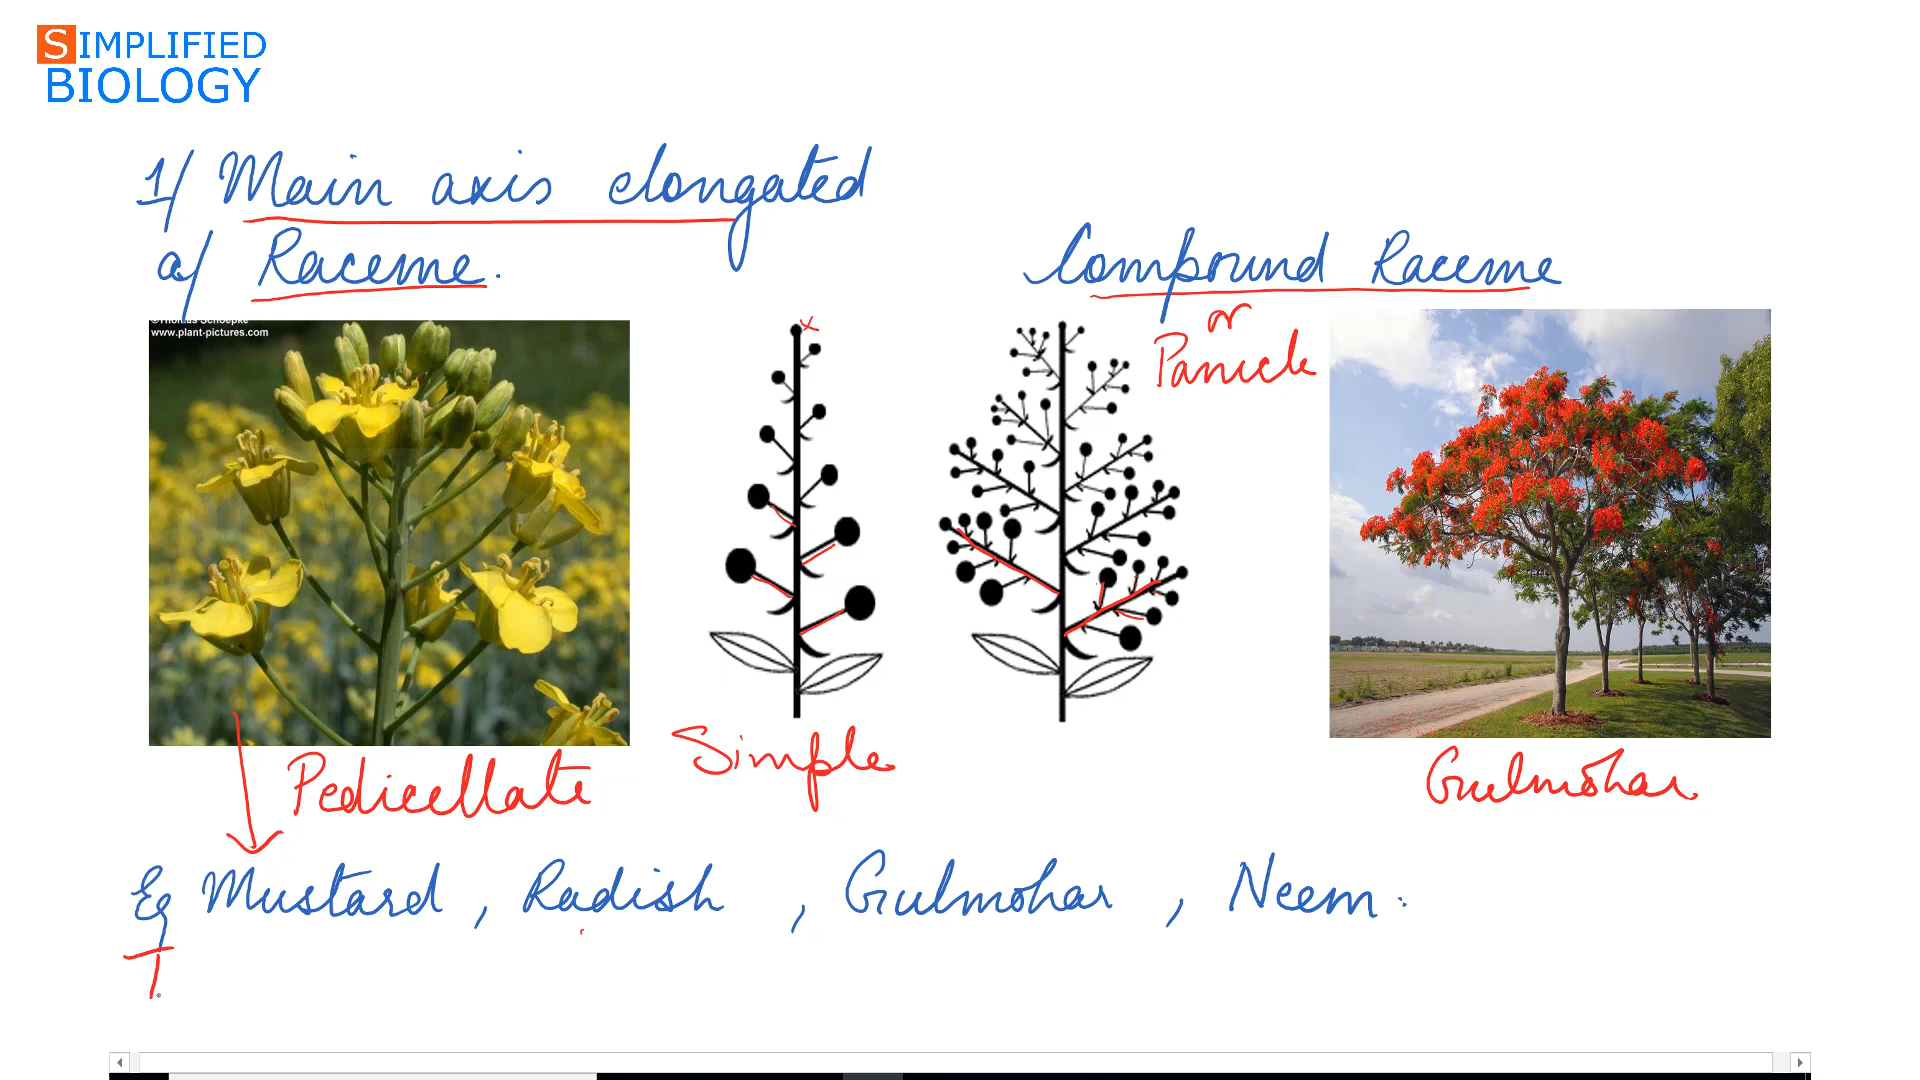 SIMPLIFIED
BIOLOGY
1/ Main axis elongated
a/ Raceme.
Compound Raceme
or
Panicle
www.plant-pictures.com
x
Simple
Pedicellate
Gulmohar
Eg Mustard, Radish, Gulmohar, Neem.
T